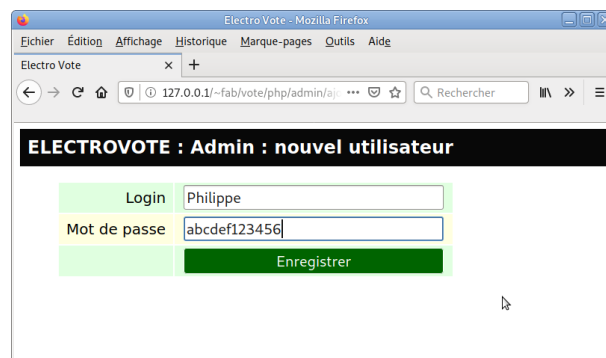 Electro Vote - Mozilla Firefox
Fichier Édition Affichage Historique Marque-pages Outils Aide
Electro Vote × +
127.0.0.1/~fab/vote/php/admin/aj ••• Rechercher
ELECTROVOTE : Admin : nouvel utilisateur
Login Philippe
Mot de passe abcdef123456
Enregistrer